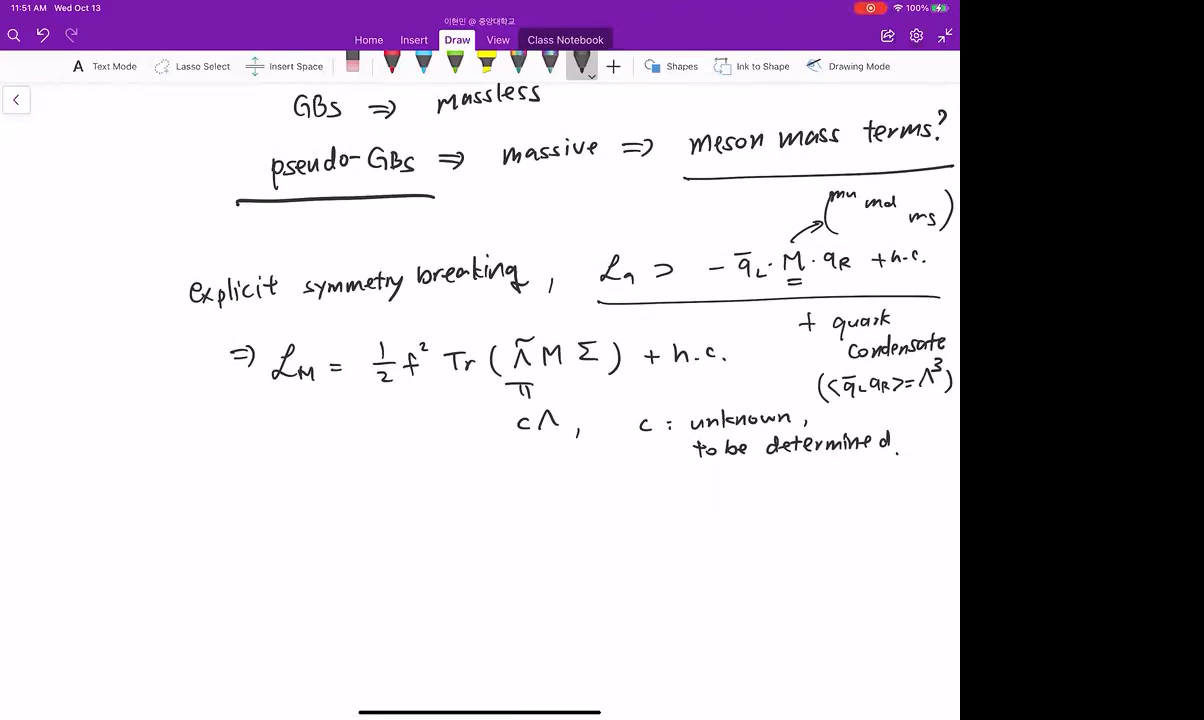 11:51 AM Wed Oct 13
100%
이현민 @ 중앙대학교
Home Insert Draw View Class Notebook
A Text Mode Lasso Select Insert Space Shapes Ink to Shape Drawing Mode
GBs ⇒ massless
pseudo-GBs ⇒ massive ⇒ meson mass terms?
(mu md ms)
explicit symmetry breaking, ℒq ⊃ - q̄L · M · qR + h.c.
+ quark
condensate
(<q̄L qR> = Λ³)
⇒ ℒM = 1/2 f² Tr ( Λ̃ M Σ ) + h.c.
cΛ, c : unknown,
to be determined.